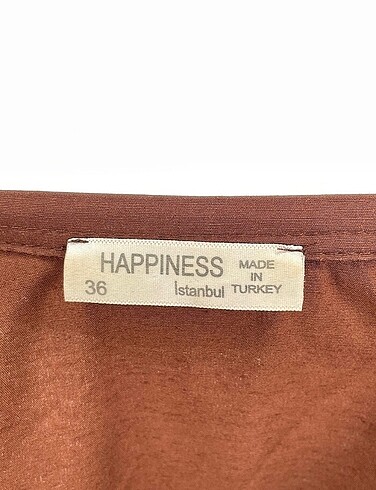 HAPPINESS
36 İstanbul
MADE
IN
TURKEY